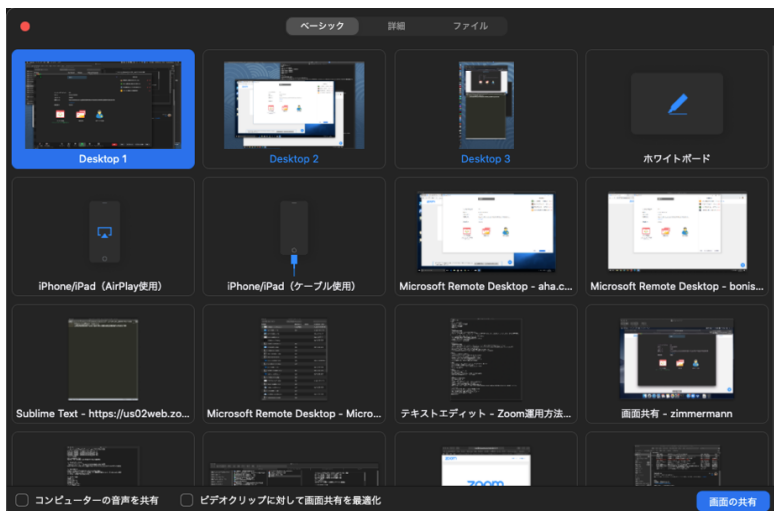 ベーシック
詳細
ファイル
Desktop 1
Desktop 2
Desktop 3
ホワイトボード
iPhone/iPad（AirPlay使用）
iPhone/iPad（ケーブル使用）
Microsoft Remote Desktop - aha.c...
Microsoft Remote Desktop - bonis...
Sublime Text - https://us02web.zo...
Microsoft Remote Desktop - Micro...
テキストエディット - Zoom運用方法...
画面共有 - zimmermann
zoom
コンピューターの音声を共有
ビデオクリップに対して画面共有を最適化
画面の共有